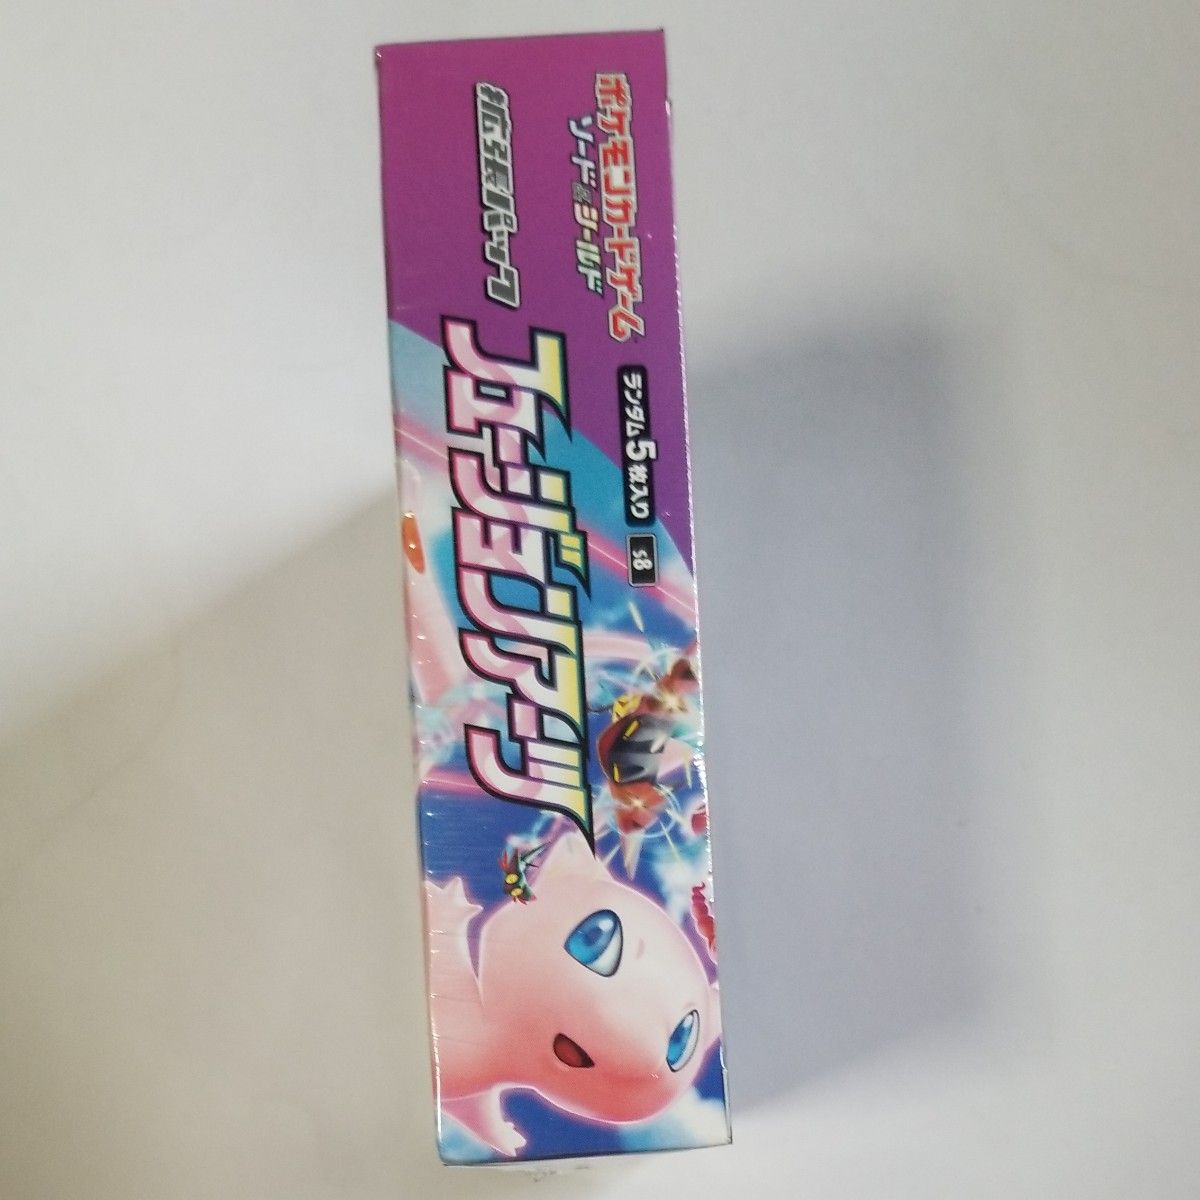 ポケモンカードゲーム
ソード&シールド
拡張パック
ランダム5枚入り
s8
フュージョンアーツ